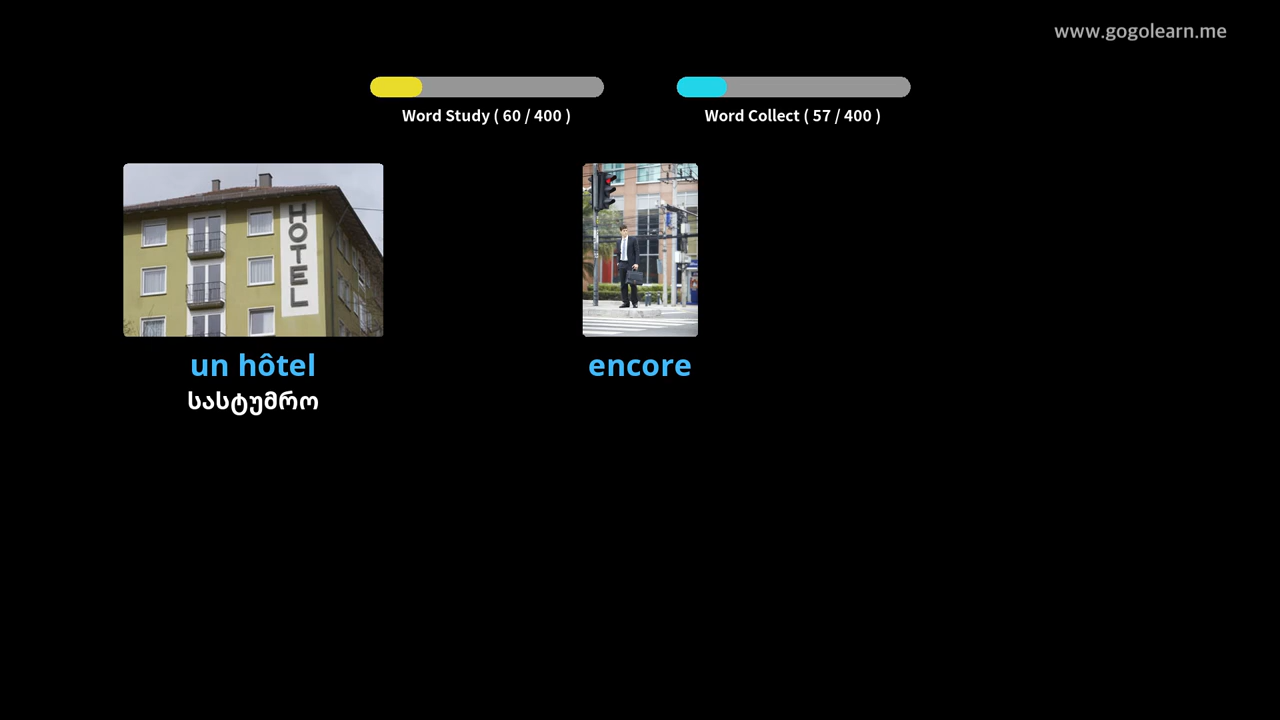 www.gogolearn.me
Word Study ( 60 / 400 )
Word Collect ( 57 / 400 )
HOTEL
un hôtel
სასტუმრო
encore